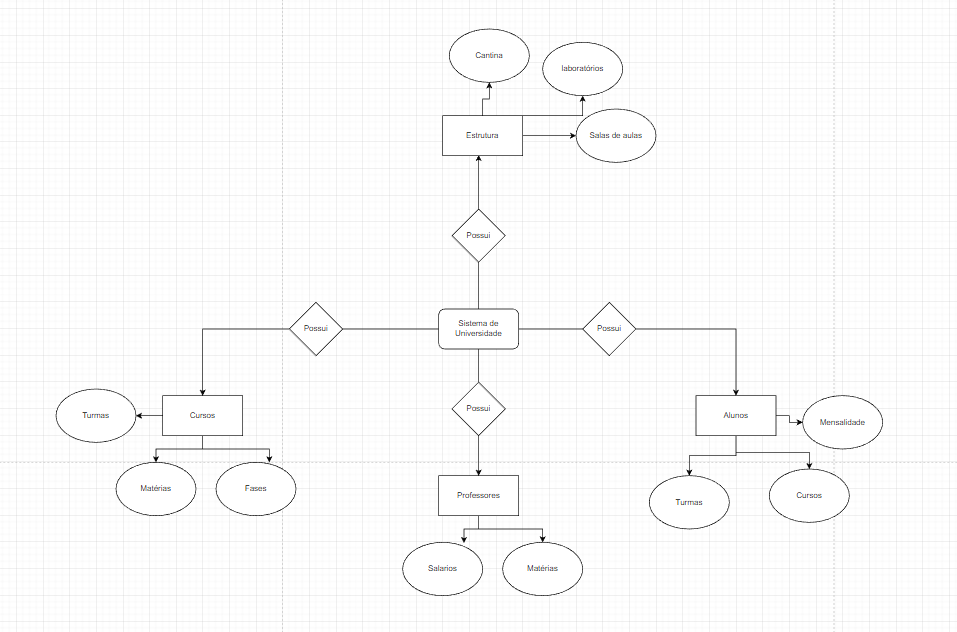 Cantina
laboratórios
Estrutura
Salas de aulas
Possui
Possui
Sistema de
Universidade
Possui
Possui
Turmas
Cursos
Alunos
Mensalidade
Matérias
Fases
Professores
Turmas
Cursos
Salarios
Matérias